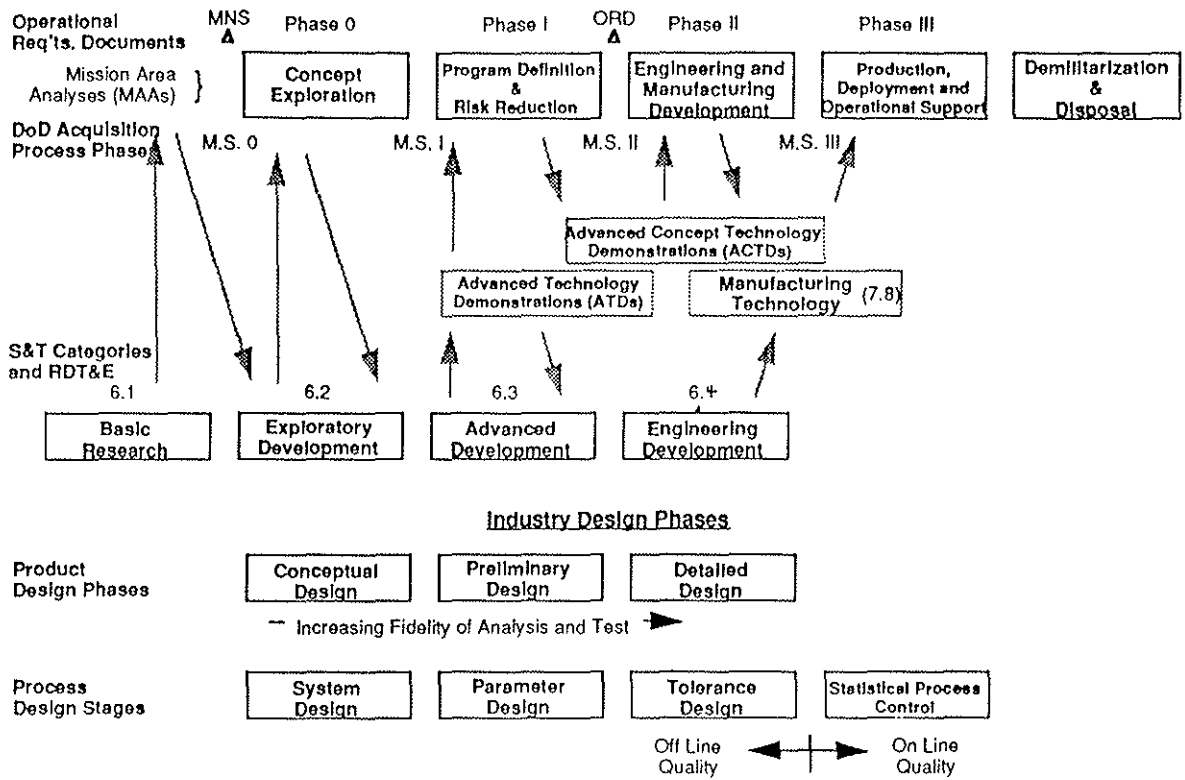 Operational
Req'ts. Documents
MNS
Phase 0
Phase I
ORD
Phase II
Phase III
Mission Area
Analyses (MAAs)
}
Concept
Exploration
Program Definition
&
Risk Reduction
Engineering and
Manufacturing
Development
Production,
Deployment and
Operational Support
Demilitarization
&
Disposal
DoD Acquisition
Process Phases
M.S. 0
M.S. I
M.S. II
M.S. III
Advanced Concept Technology
Demonstrations (ACTDs)
Advanced Technology
Demonstrations (ATDs)
Manufacturing
Technology
(7.8)
S&T Categories
and RDT&E
6.1
6.2
6.3
6.4
Basic
Research
Exploratory
Development
Advanced
Development
Engineering
Development
Industry Design Phases
Product
Design Phases
Conceptual
Design
Preliminary
Design
Detailed
Design
Increasing Fidelity of Analysis and Test
Process
Design Stages
System
Design
Parameter
Design
Tolerance
Design
Statistical Process
Control
Off Line
Quality
On Line
Quality